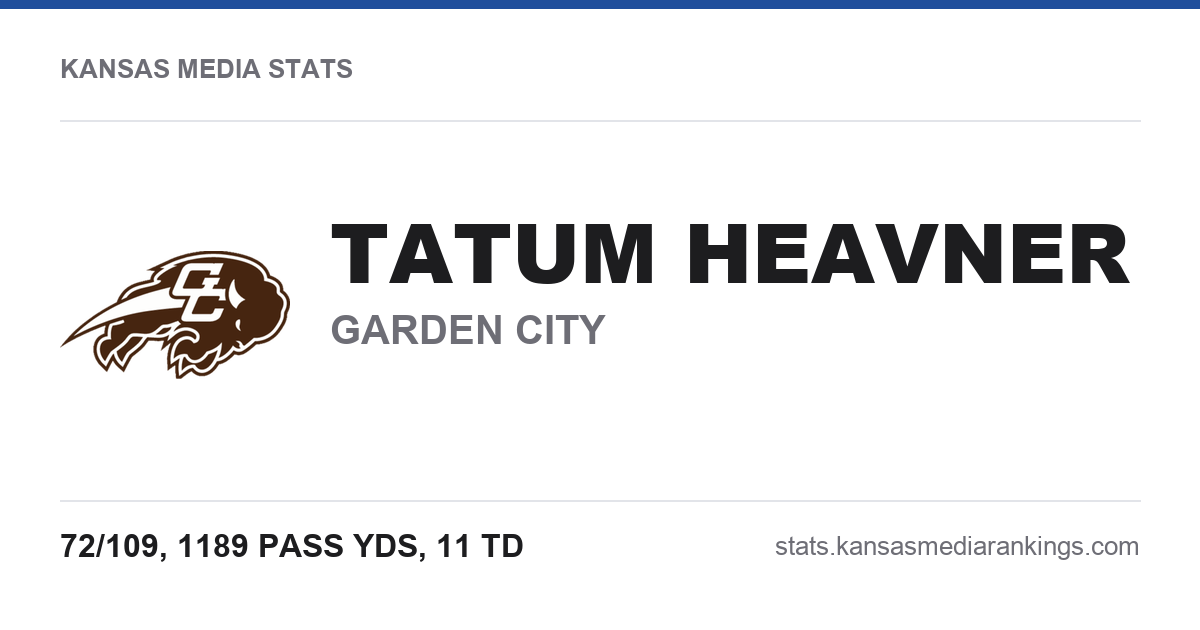 KANSAS MEDIA STATS
TATUM HEAVNER
GARDEN CITY
GC
72/109, 1189 PASS YDS, 11 TD
stats.kansasmediarankings.com